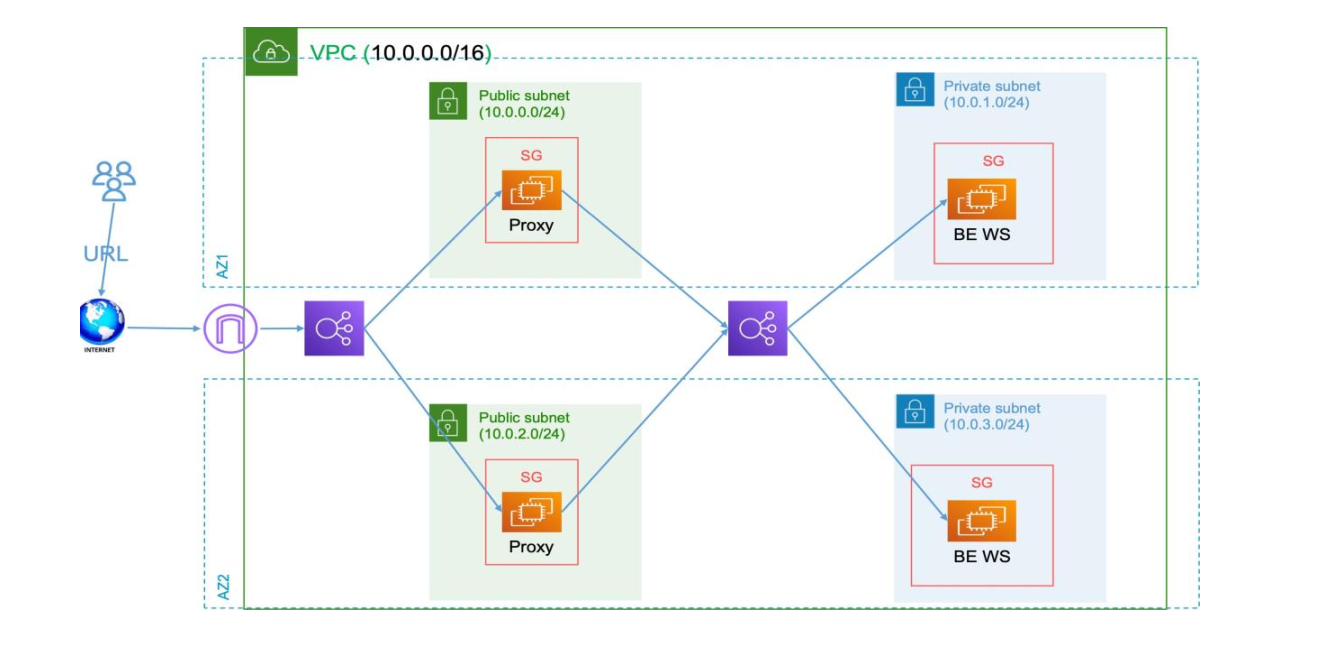 VPC (10.0.0.0/16)
Public subnet
(10.0.0.0/24)
SG
Proxy
Private subnet
(10.0.1.0/24)
SG
BE WS
AZ1
URL
INTERNET
Public subnet
(10.0.2.0/24)
SG
Proxy
Private subnet
(10.0.3.0/24)
SG
BE WS
AZ2